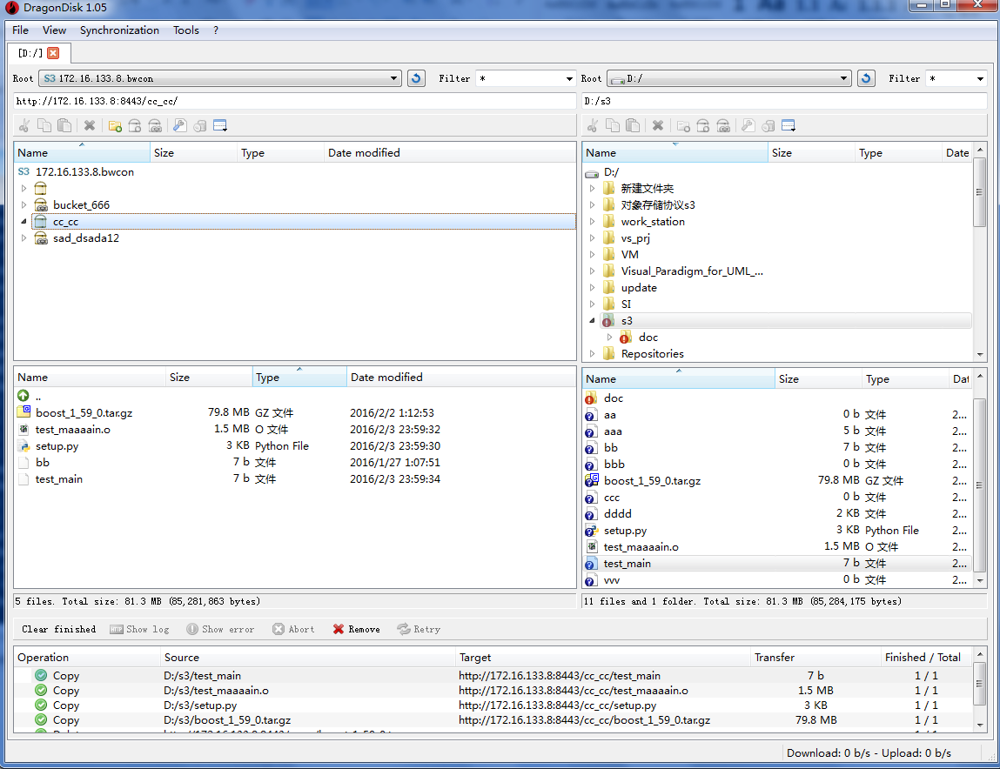 DragonDisk 1.05
File View Synchronization Tools ?
[D:/]
Root S3 172.16.133.8.bwcon Filter * Root D:/ Filter *
http://172.16.133.8:8443/cc_cc/ D:/s3
Name Size Type Date modified
S3 172.16.133.8.bwcon
bucket_666
cc_cc
sad_dsada12
Name Size Type Date
D:/
新建文件夹
对象存储协议s3
work_station
vs_prj
VM
Visual_Paradigm_for_UML_...
update
SI
s3
doc
Repositories
Name Size Type Date modified
..
boost_1_59_0.tar.gz 79.8 MB GZ 文件 2016/2/2 1:12:53
test_maaaain.o 1.5 MB O 文件 2016/2/3 23:59:32
setup.py 3 KB Python File 2016/2/3 23:59:30
bb 7 b 文件 2016/1/27 1:07:51
test_main 7 b 文件 2016/2/3 23:59:34
5 files. Total size: 81.3 MB (85,281,863 bytes)
Name Size Type Dat
doc
aa 0 b 文件 2...
aaa 5 b 文件 2...
bb 7 b 文件 2...
bbb 0 b 文件 2...
boost_1_59_0.tar.gz 79.8 MB GZ 文件 2...
ccc 0 b 文件 2...
dddd 2 KB 文件 2...
setup.py 3 KB Python File 2...
test_maaaain.o 1.5 MB O 文件 2...
test_main 7 b 文件 2...
vvv 0 b 文件 2...
11 files and 1 folder. Total size: 81.3 MB (85,284,175 bytes)
Clear finished Show log Show error Abort Remove Retry
Operation Source Target Transfer Finished / Total
Copy D:/s3/test_main http://172.16.133.8:8443/cc_cc/test_main 7 b 1 / 1
Copy D:/s3/test_maaaain.o http://172.16.133.8:8443/cc_cc/test_maaaain.o 1.5 MB 1 / 1
Copy D:/s3/setup.py http://172.16.133.8:8443/cc_cc/setup.py 3 KB 1 / 1
Copy D:/s3/boost_1_59_0.tar.gz http://172.16.133.8:8443/cc_cc/boost_1_59_0.tar.gz 79.8 MB 1 / 1
Download: 0 b/s - Upload: 0 b/s